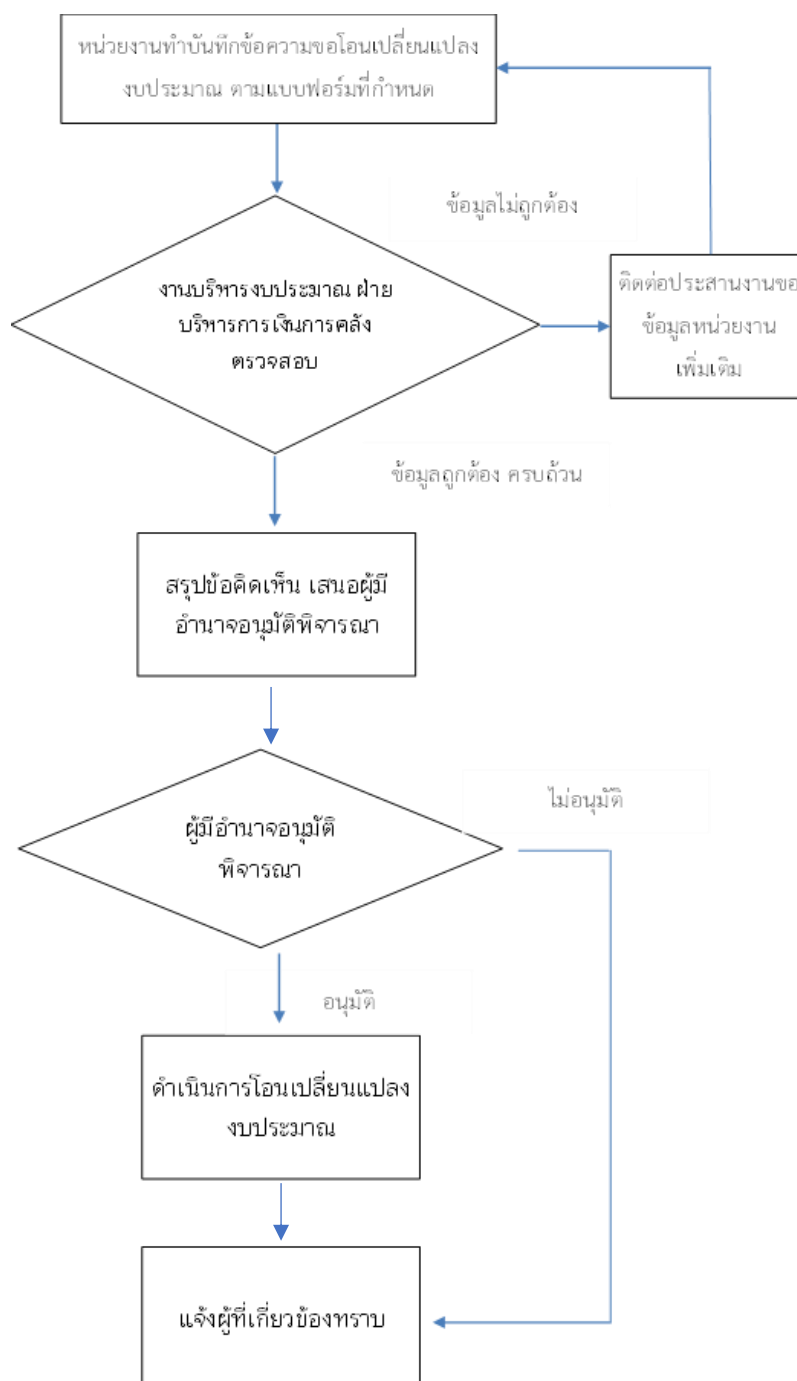 หน่วยงานทำบันทึกข้อความขอโอนเปลี่ยนแปลง
งบประมาณ ตามแบบฟอร์มที่กำหนด
ข้อมูลไม่ถูกต้อง
งานบริหารงบประมาณ ฝ่าย
บริหารการเงินการคลัง
ตรวจสอบ
ติดต่อประสานงานขอ
ข้อมูลหน่วยงาน
เพิ่มเติม
ข้อมูลถูกต้อง ครบถ้วน
สรุปข้อคิดเห็น เสนอผู้มี
อำนาจอนุมัติพิจารณา
ไม่อนุมัติ
ผู้มีอำนาจอนุมัติ
พิจารณา
อนุมัติ
ดำเนินการโอนเปลี่ยนแปลง
งบประมาณ
แจ้งผู้ที่เกี่ยวข้องทราบ